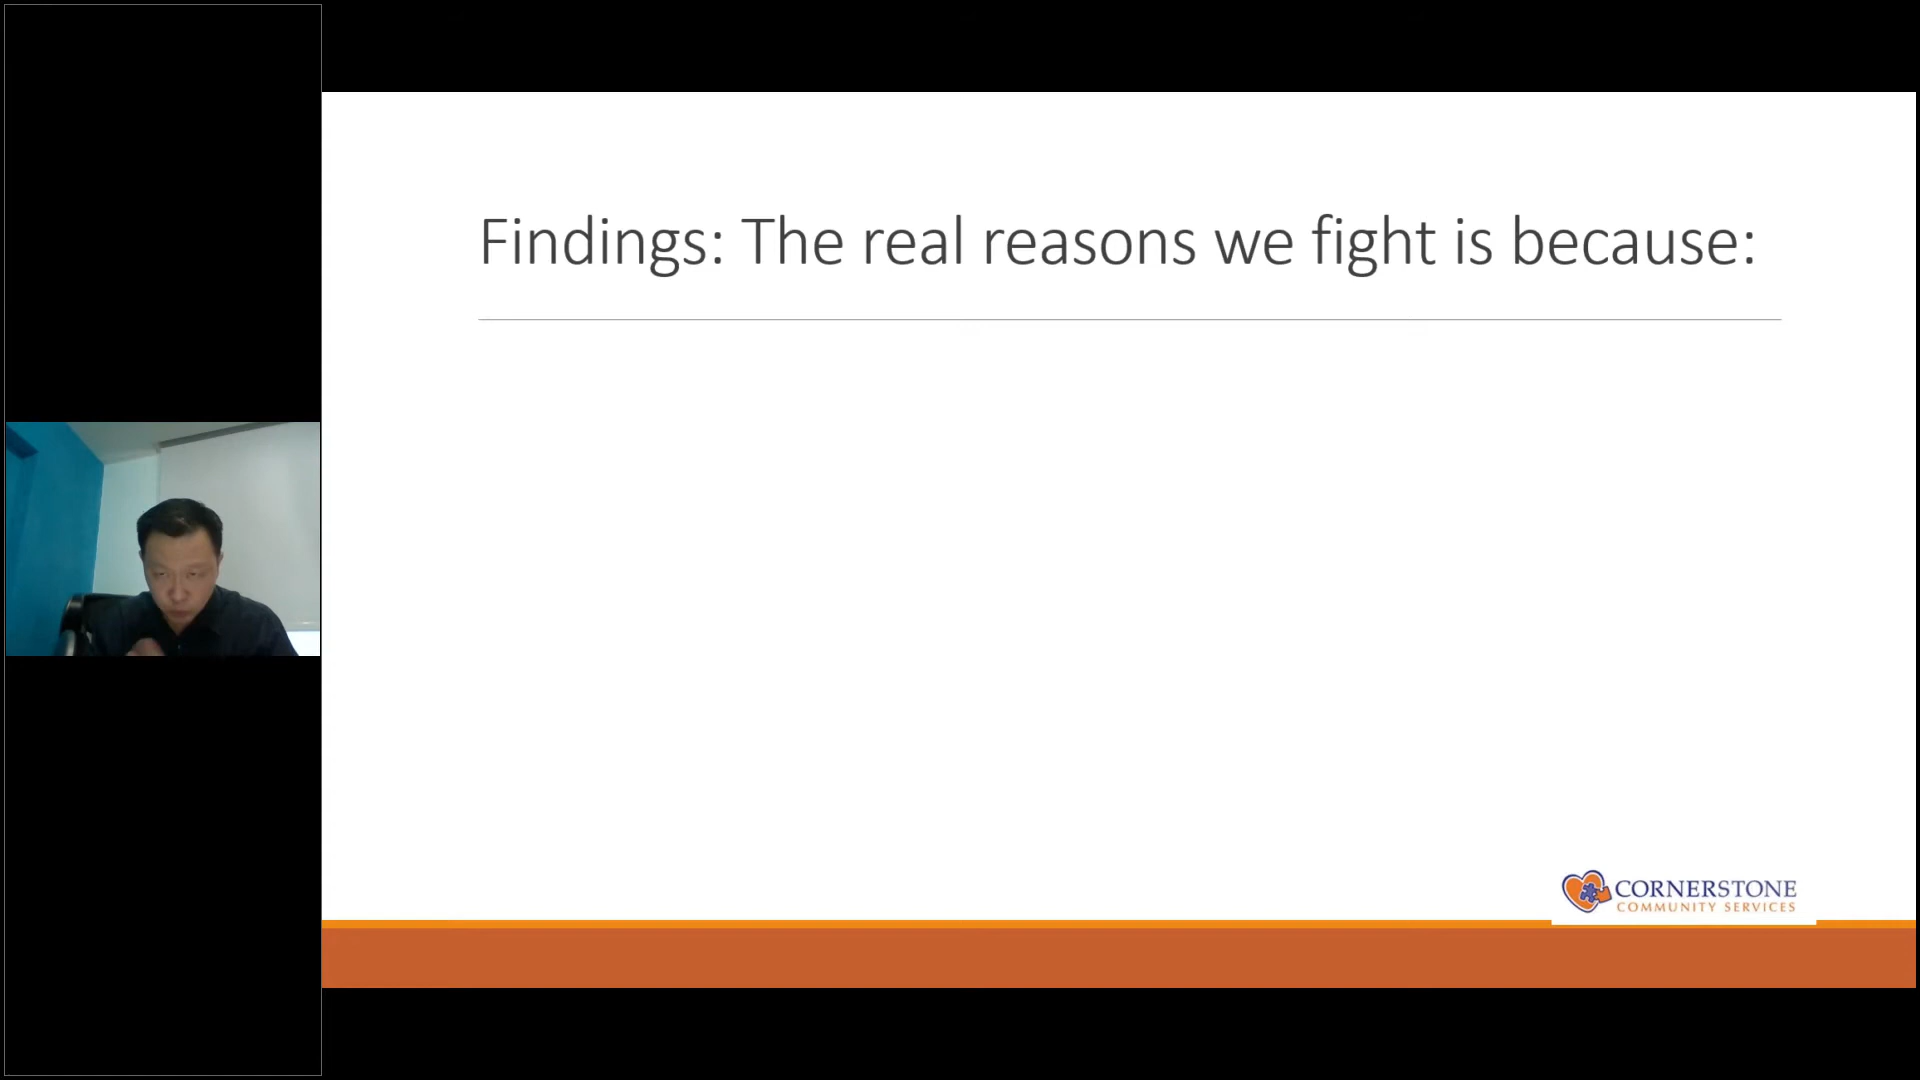 Findings: The real reasons we fight is because:
CORNERSTONE
COMMUNITY SERVICES